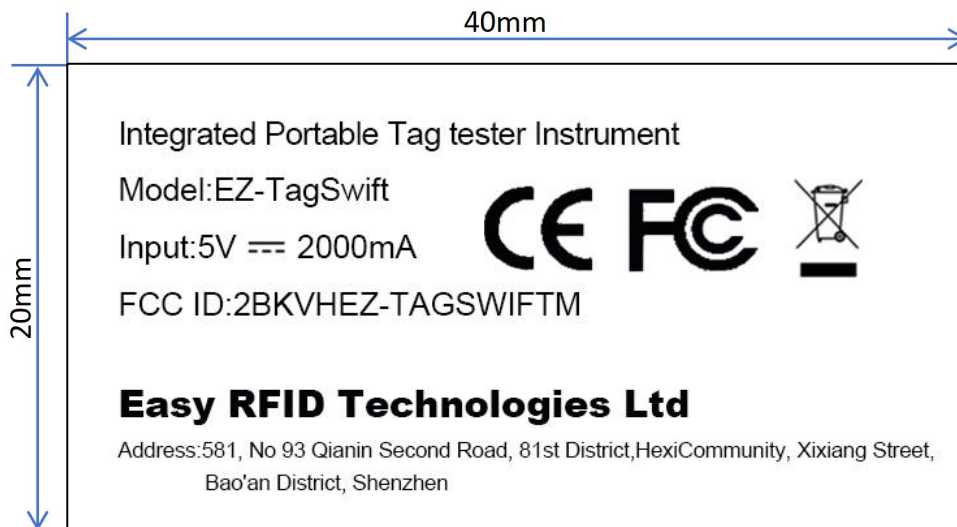 40mm
20mm
Integrated Portable Tag tester Instrument
Model:EZ-TagSwift
Input:5V ⎓ 2000mA
CE FC
FCC ID:2BKVHEZ-TAGSWIFTM
Easy RFID Technologies Ltd
Address:581, No 93 Qianin Second Road, 81st District,HexiCommunity, Xixiang Street,
Bao'an District, Shenzhen